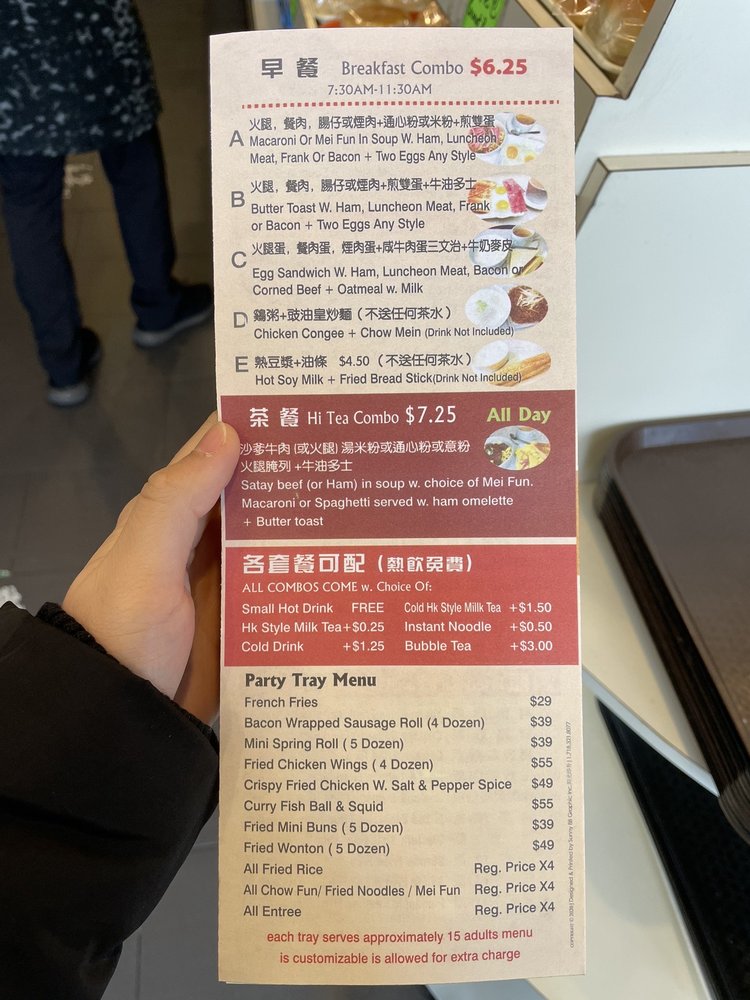 早餐 Breakfast Combo $6.25
7:30AM-11:30AM
A 火腿，餐肉，腸仔或煙肉+通心粉或米粉+煎雙蛋
Macaroni Or Mei Fun In Soup W. Ham, Luncheon
Meat, Frank Or Bacon + Two Eggs Any Style
B 火腿，餐肉，腸仔或煙肉+煎雙蛋+牛油多士
Butter Toast W. Ham, Luncheon Meat, Frank
or Bacon + Two Eggs Any Style
C 火腿蛋，餐肉蛋，煙肉蛋+咸牛肉蛋三文治+牛奶麥皮
Egg Sandwich W. Ham, Luncheon Meat, Bacon or
Corned Beef + Oatmeal w. Milk
D 鷄粥+豉油皇炒麵（不送任何茶水）
Chicken Congee + Chow Mein (Drink Not Included)
E 熱豆漿+油條 $4.50（不送任何茶水）
Hot Soy Milk + Fried Bread Stick(Drink Not Included)
茶餐 Hi Tea Combo $7.25 All Day
沙爹牛肉 (或火腿) 湯米粉或通心粉或意粉
火腿腌列 +牛油多士
Satay beef (or Ham) in soup w. choice of Mei Fun.
Macaroni or Spaghetti served w. ham omelette
+ Butter toast
各套餐可配（熱飲免費）
ALL COMBOS COME w. Choice Of:
Small Hot Drink FREE Cold Hk Style Millk Tea +$1.50
Hk Style Milk Tea+$0.25 Instant Noodle +$0.50
Cold Drink +$1.25 Bubble Tea +$3.00
Party Tray Menu
French Fries $29
Bacon Wrapped Sausage Roll (4 Dozen) $39
Mini Spring Roll ( 5 Dozen) $39
Fried Chicken Wings ( 4 Dozen) $55
Crispy Fried Chicken W. Salt & Pepper Spice $49
Curry Fish Ball & Squid $55
Fried Mini Buns ( 5 Dozen) $39
Fried Wonton ( 5 Dozen) $49
All Fried Rice Reg. Price X4
All Chow Fun/ Fried Noodles / Mei Fun Reg. Price X4
All Entree Reg. Price X4
each tray serves approximately 15 adults menu
is customizable is allowed for extra charge